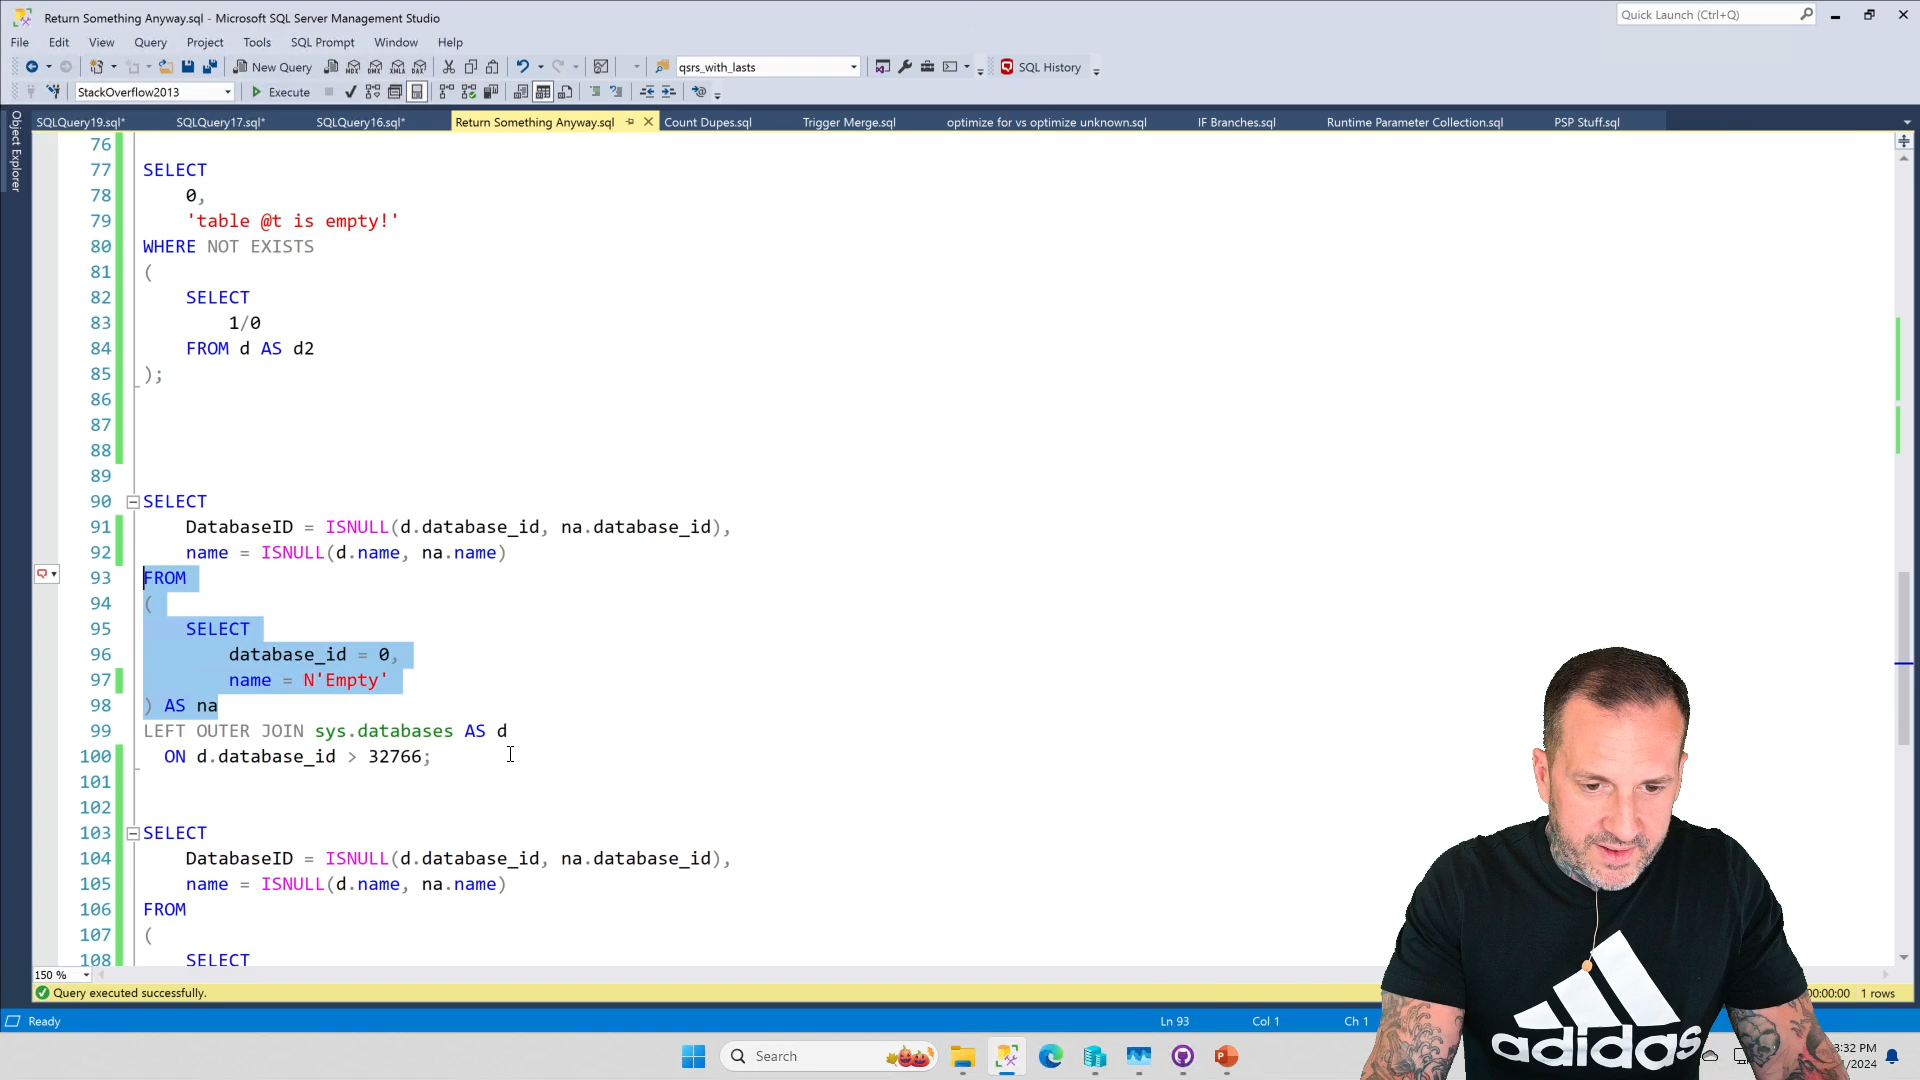 Return Something Anyway.sql - Microsoft SQL Server Management Studio
Quick Launch (Ctrl+Q)
File Edit View Query Project Tools SQL Prompt Window Help
New Query
MDX DMX XMLA DAX
qsrs_with_lasts
SQL History
StackOverflow2013
Execute
Object Explorer
SQLQuery19.sql* SQLQuery17.sql* SQLQuery16.sql* Return Something Anyway.sql Count Dupes.sql Trigger Merge.sql optimize for vs optimize unknown.sql IF Branches.sql Runtime Parameter Collection.sql PSP Stuff.sql
76
77 SELECT
78 0,
79 'table @t is empty!'
80 WHERE NOT EXISTS
81 (
82 SELECT
83 1/0
84 FROM d AS d2
85 );
86
87
88
89
90 SELECT
91 DatabaseID = ISNULL(d.database_id, na.database_id),
92 name = ISNULL(d.name, na.name)
93 FROM
94 (
95 SELECT
96 database_id = 0,
97 name = N'Empty'
98 ) AS na
99 LEFT OUTER JOIN sys.databases AS d
100 ON d.database_id > 32766;
101
102
103 SELECT
104 DatabaseID = ISNULL(d.database_id, na.database_id),
105 name = ISNULL(d.name, na.name)
106 FROM
107 (
108 SELECT
150 %
Query executed successfully.
00:00:00 1 rows
Ready
Ln 93 Col 1 Ch 1
Search
3:32 PM
/2024
adidas